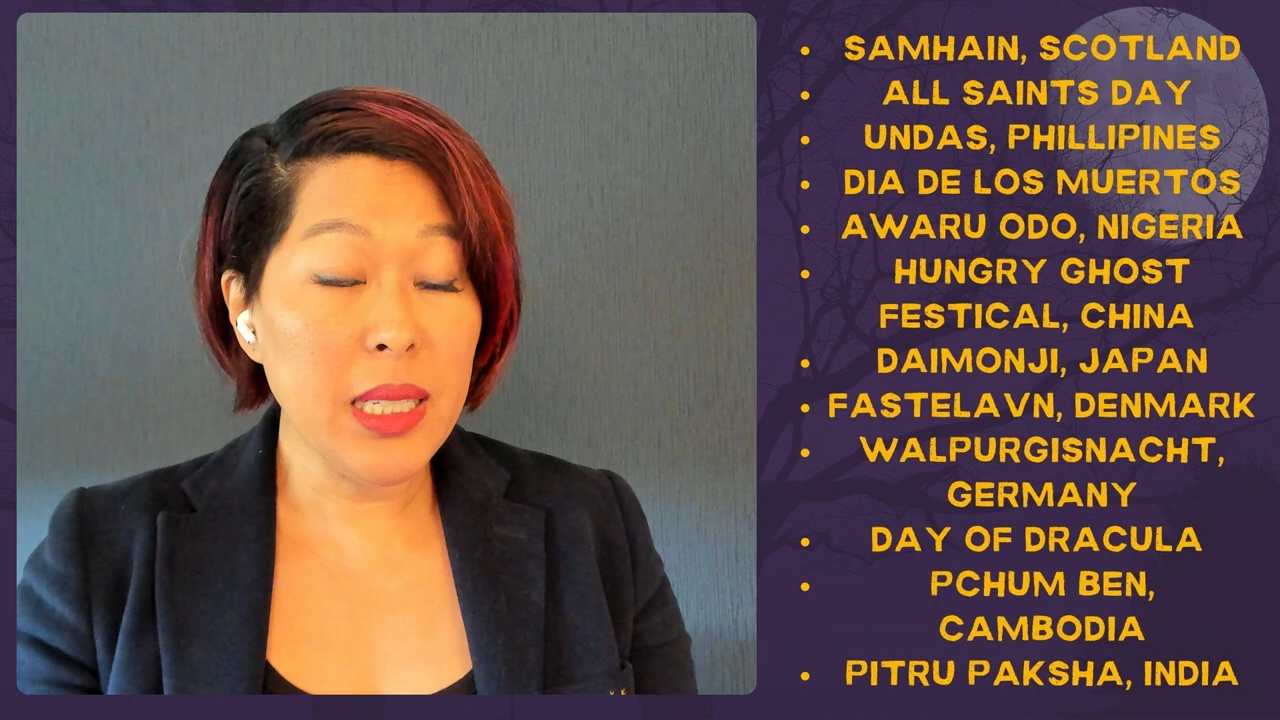 • SAMHAIN, SCOTLAND
• ALL SAINTS DAY
• UNDAS, PHILLIPINES
• DIA DE LOS MUERTOS
• AWARU ODO, NIGERIA
• HUNGRY GHOST
FESTICAL, CHINA
• DAIMONJI, JAPAN
• FASTELAVN, DENMARK
• WALPURGISNACHT,
GERMANY
• DAY OF DRACULA
• PCHUM BEN,
CAMBODIA
• PITRU PAKSHA, INDIA